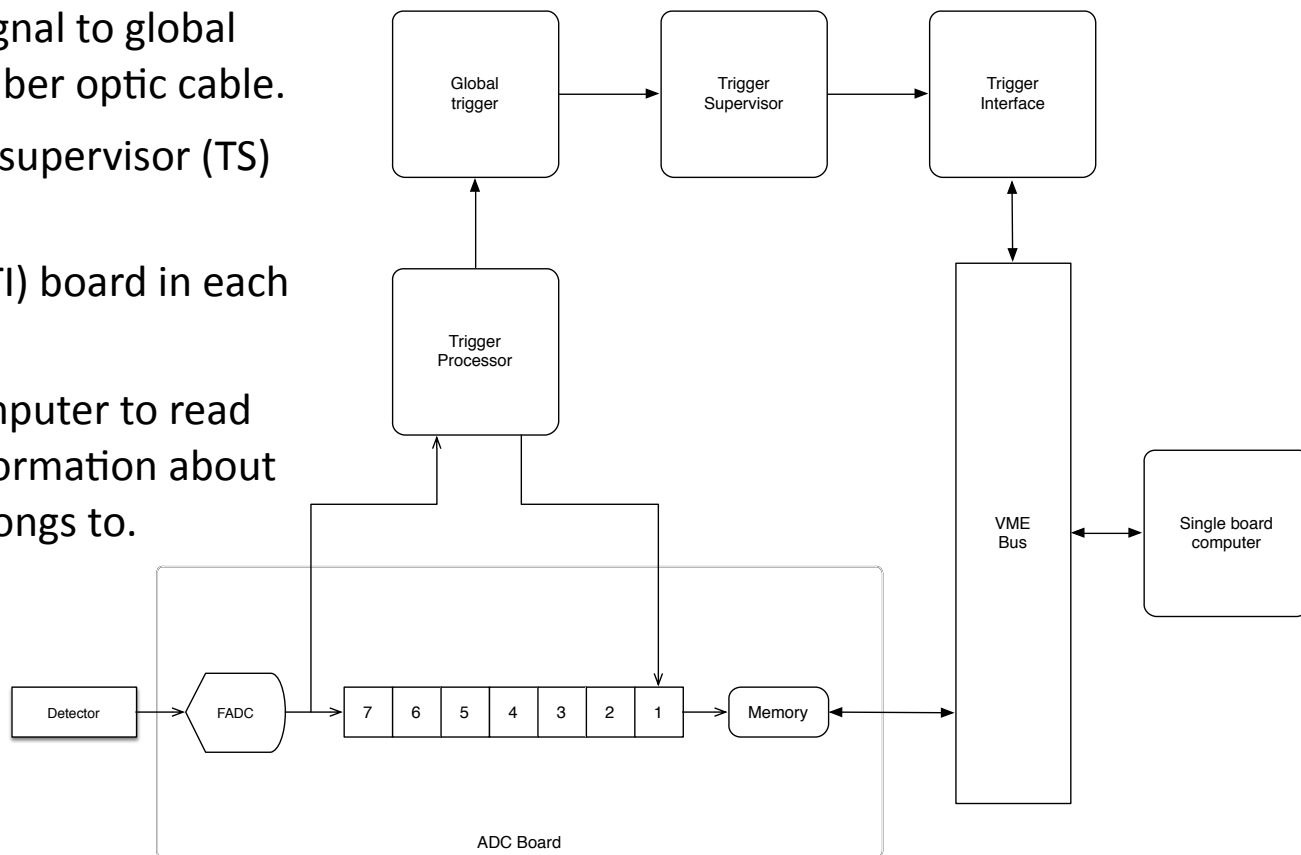 gnal to global
ber optic cable.
supervisor (TS)
TI) board in each
nputer to read
ormation about
ongs to.
Global
trigger
Trigger
Supervisor
Trigger
Interface
Trigger
Processor
VME
Bus
Single board
computer
Detector
FADC
7 6 5 4 3 2 1
Memory
ADC Board